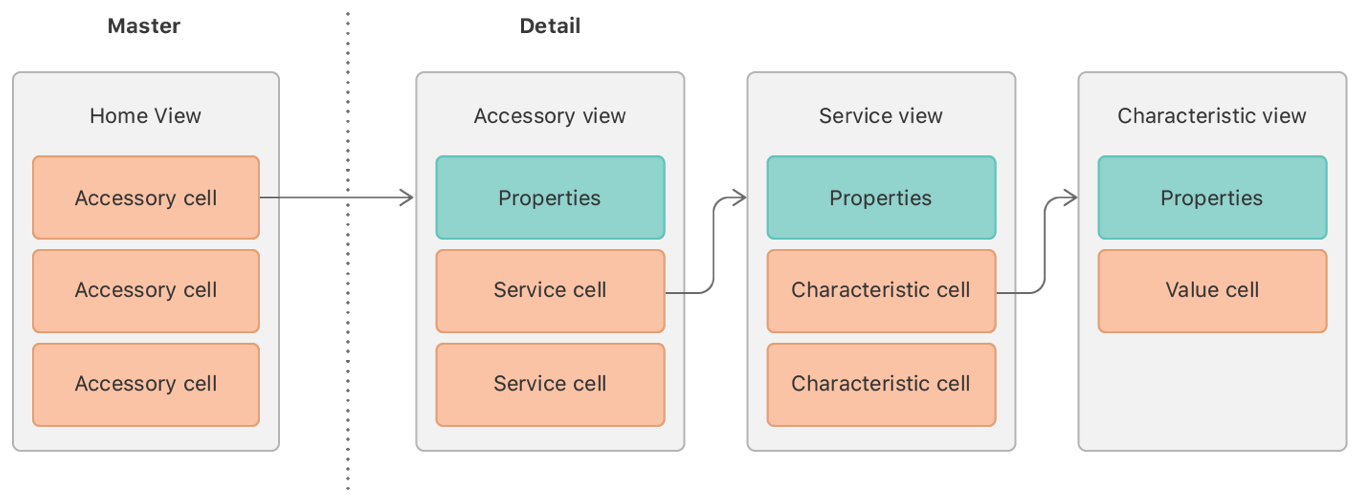 Master
Detail
Home View
Accessory cell
Accessory cell
Accessory cell
Accessory view
Properties
Service cell
Service cell
Service view
Properties
Characteristic cell
Characteristic cell
Characteristic view
Properties
Value cell